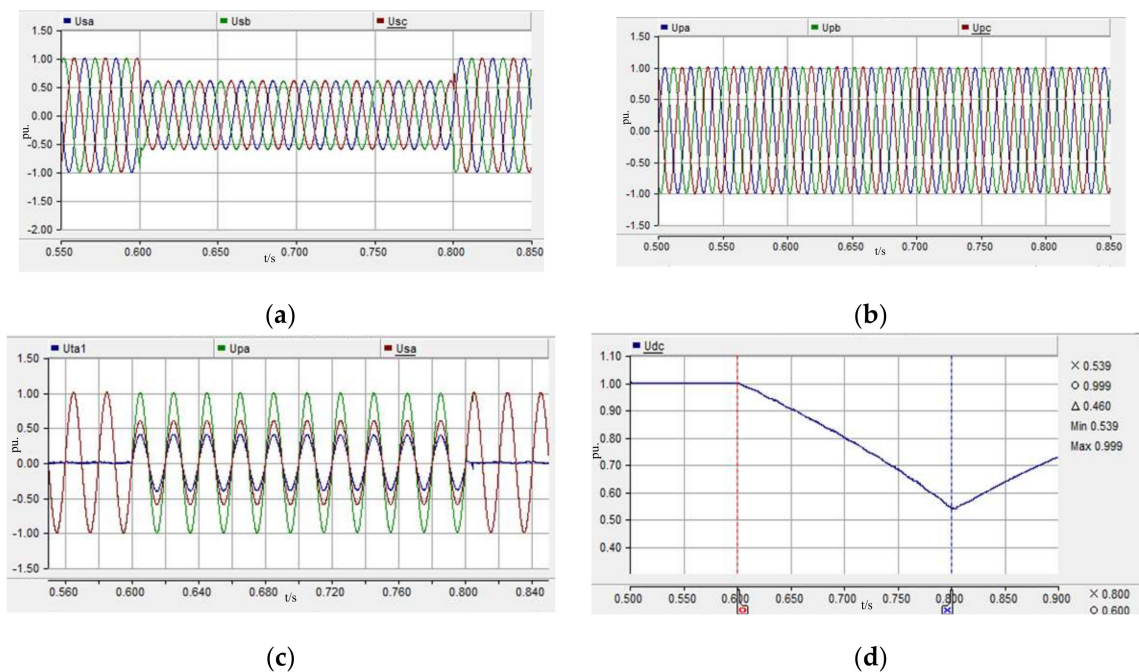 Usa Usb Usc
1.50
1.00
0.50
0.00
-0.50
-1.00
-1.50
-2.00
pu.
0.550 0.600 0.650 0.700 0.750 0.800 0.850
t/s
(a)
Upa Upb Upc
1.50
1.00
0.50
0.00
-0.50
-1.00
-1.50
pu.
0.500 0.550 0.600 0.650 0.700 0.750 0.800 0.850
t/s
(b)
Uta1 Upa Usa
1.50
1.00
0.50
0.00
-0.50
-1.00
-1.50
pu.
0.560 0.600 0.640 0.680 0.720 0.760 0.800 0.840
t/s
(c)
Udc
1.10
1.00
0.90
0.80
0.70
0.60
0.50
0.40
pu.
× 0.539
O 0.999
Δ 0.460
Min 0.539
Max 0.999
0.500 0.550 0.600 0.650 0.700 0.750 0.800 0.850 0.900
t/s
× 0.800
O 0.600
(d)